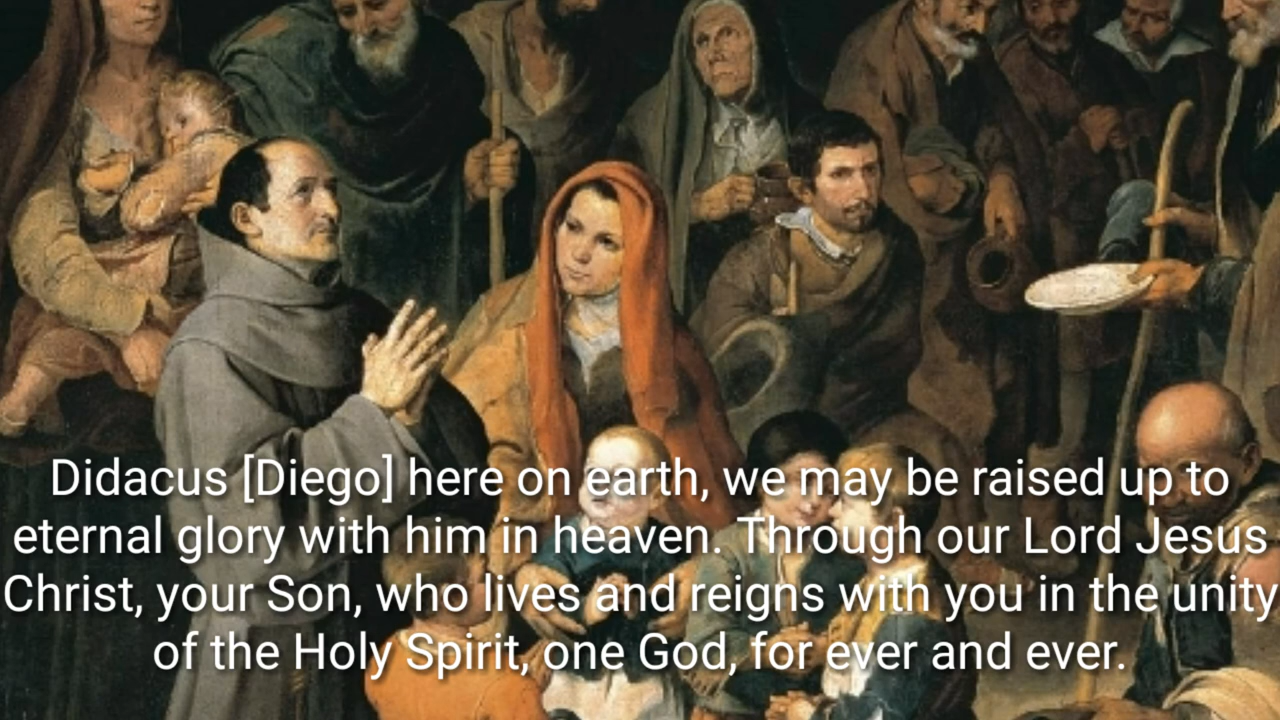 Didacus [Diego] here on earth, we may be raised up to
eternal glory with him in heaven. Through our Lord Jesus
Christ, your Son, who lives and reigns with you in the unity
of the Holy Spirit, one God, for ever and ever.